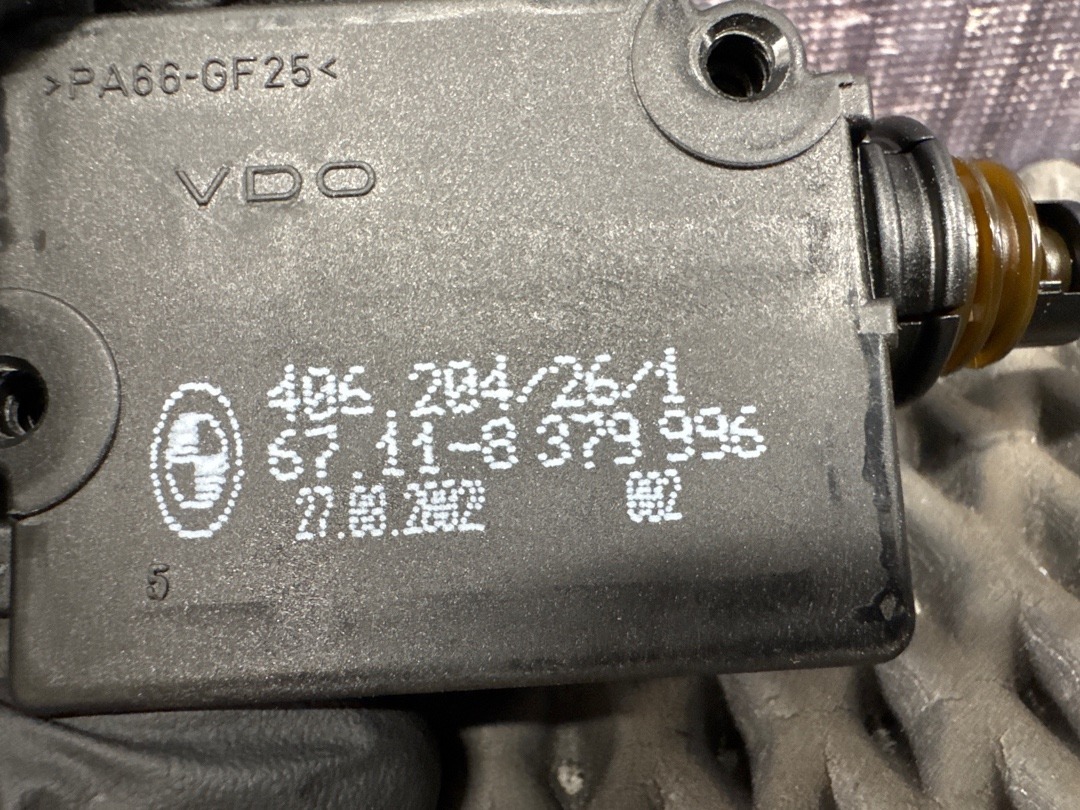 >PA66-GF25<
VDO
406 204/26/1
67.11-8 379 996
27.08.2002 002
5